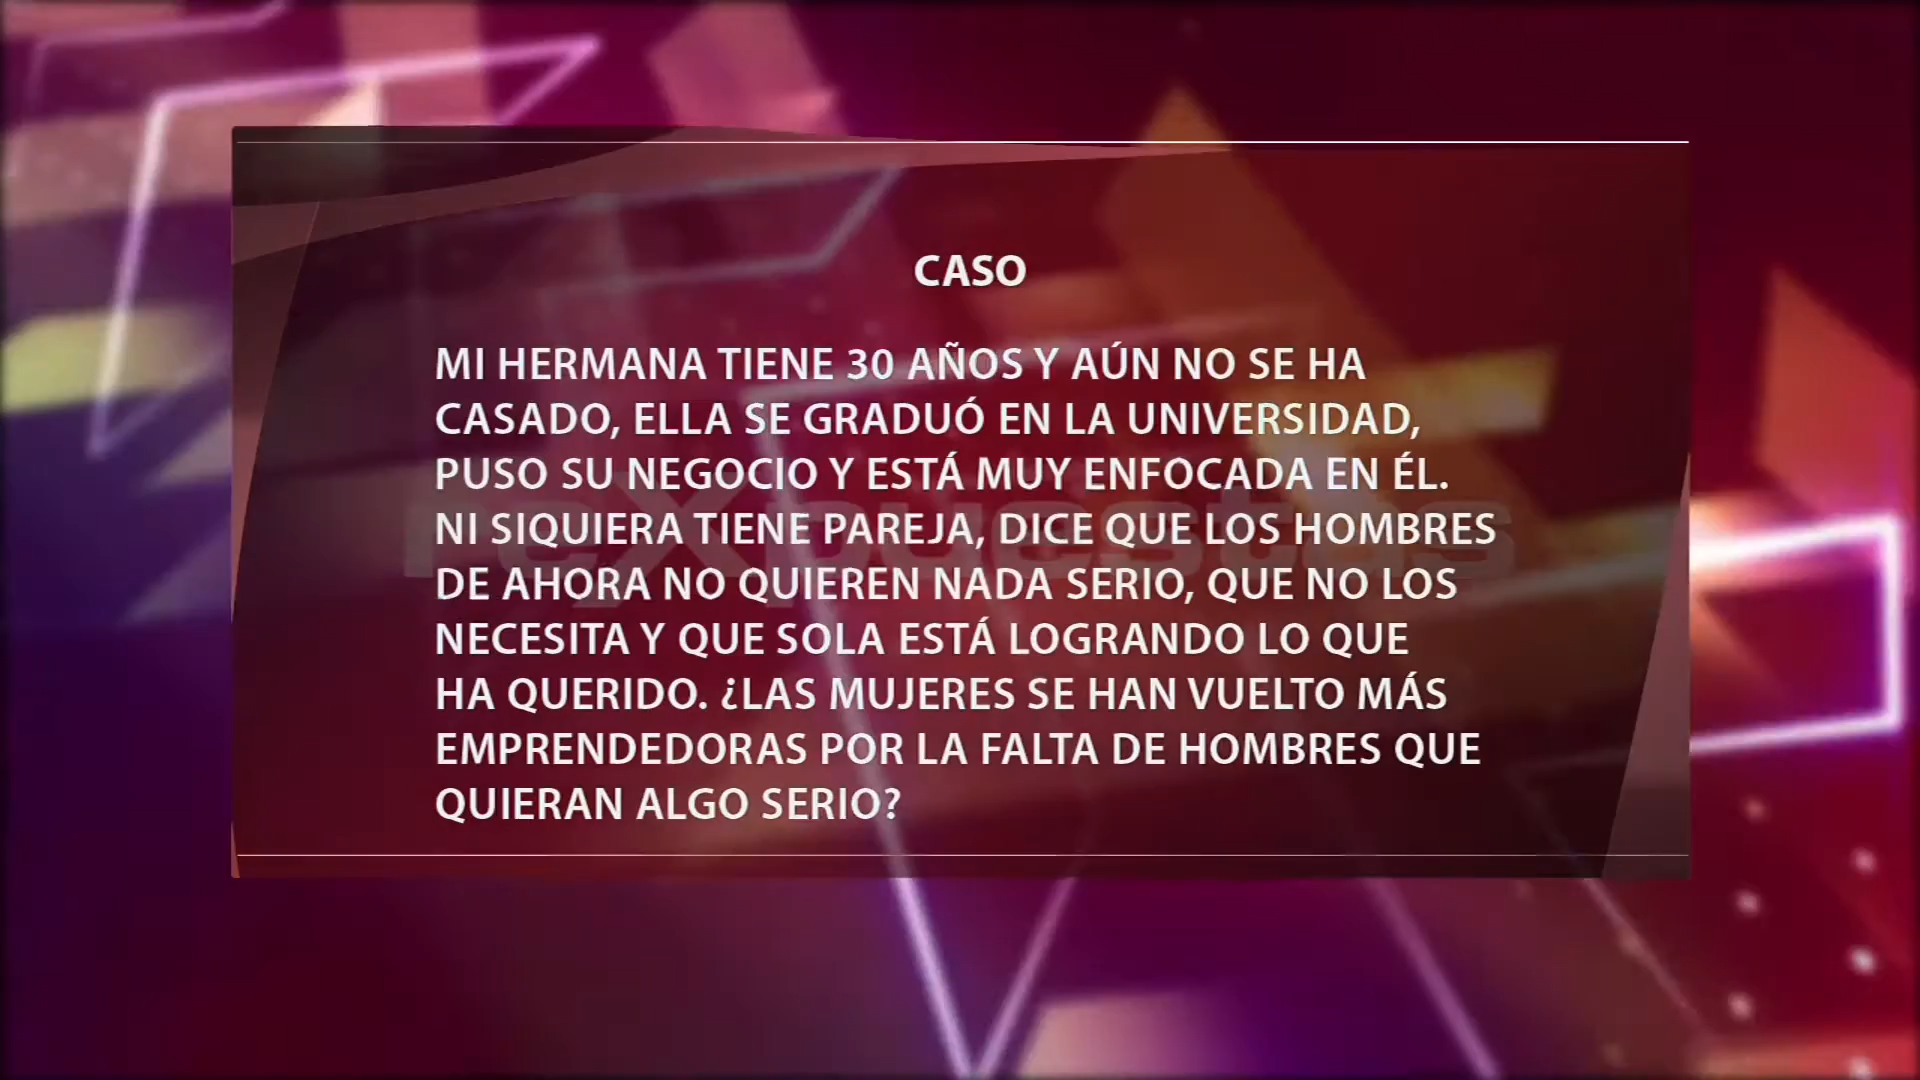 CASO
MI HERMANA TIENE 30 AÑOS Y AÚN NO SE HA
CASADO, ELLA SE GRADUÓ EN LA UNIVERSIDAD,
PUSO SU NEGOCIO Y ESTÁ MUY ENFOCADA EN ÉL.
NI SIQUIERA TIENE PAREJA, DICE QUE LOS HOMBRES
DE AHORA NO QUIEREN NADA SERIO, QUE NO LOS
NECESITA Y QUE SOLA ESTÁ LOGRANDO LO QUE
HA QUERIDO. ¿LAS MUJERES SE HAN VUELTO MÁS
EMPRENDEDORAS POR LA FALTA DE HOMBRES QUE
QUIERAN ALGO SERIO?